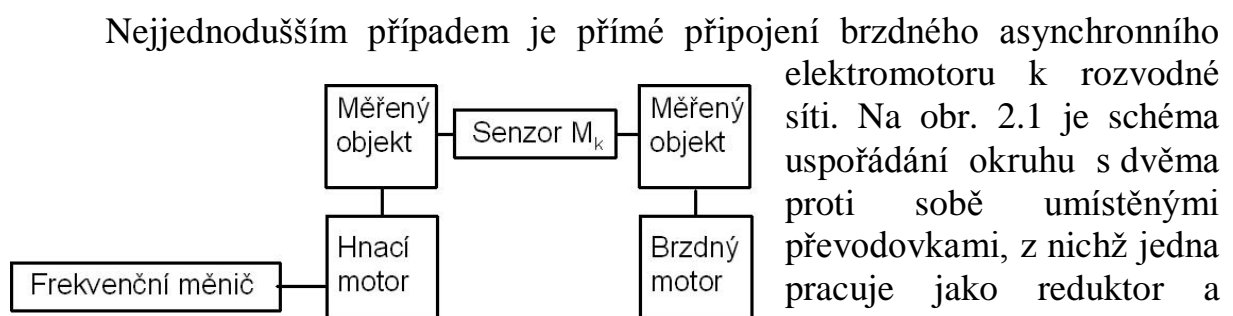 Nejjednodušším případem je přímé připojení brzdného asynchronního
elektromotoru k rozvodné
síti. Na obr. 2.1 je schéma
uspořádání okruhu s dvěma
proti sobě umístěnými
převodovkami, z nichž jedna
pracuje jako reduktor a
Měřený
objekt
Senzor Mk
Měřený
objekt
Hnací
motor
Brzdný
motor
Frekvenční měnič